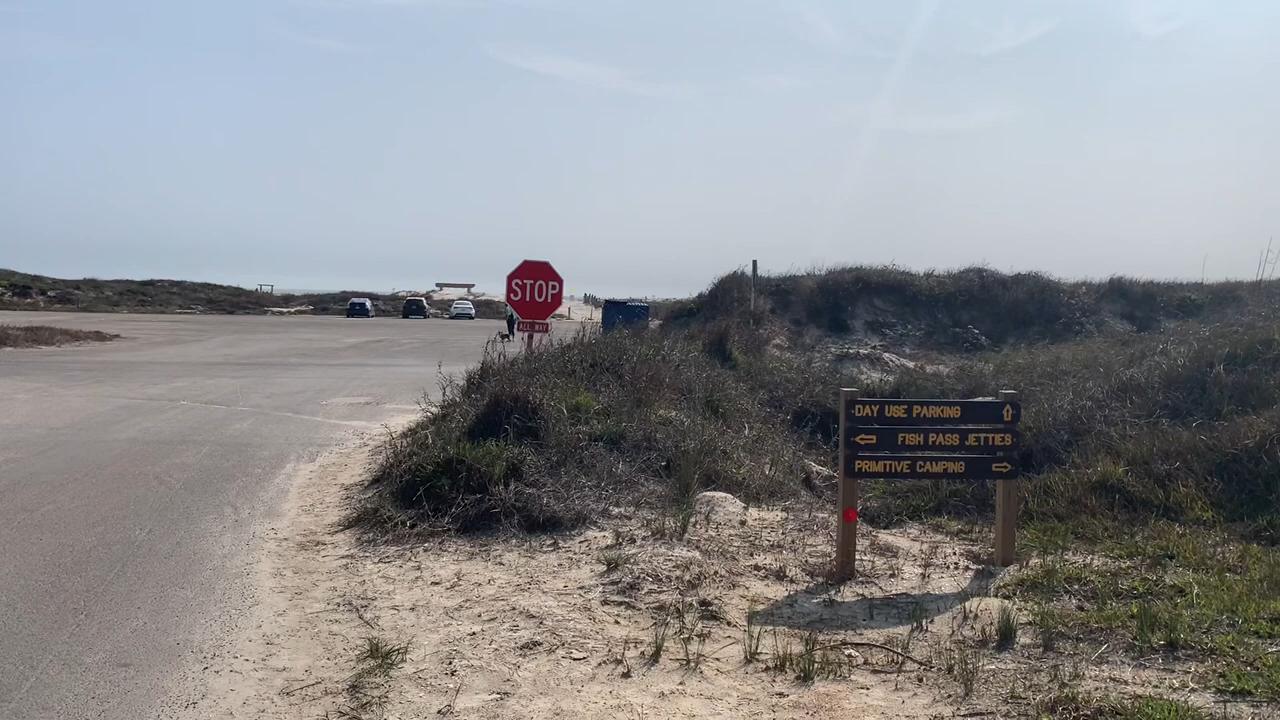 STOP
ALL WAY
DAY USE PARKING
FISH PASS JETTIES
PRIMITIVE CAMPING